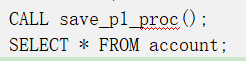 CALL save_p1_proc();
SELECT * FROM account;